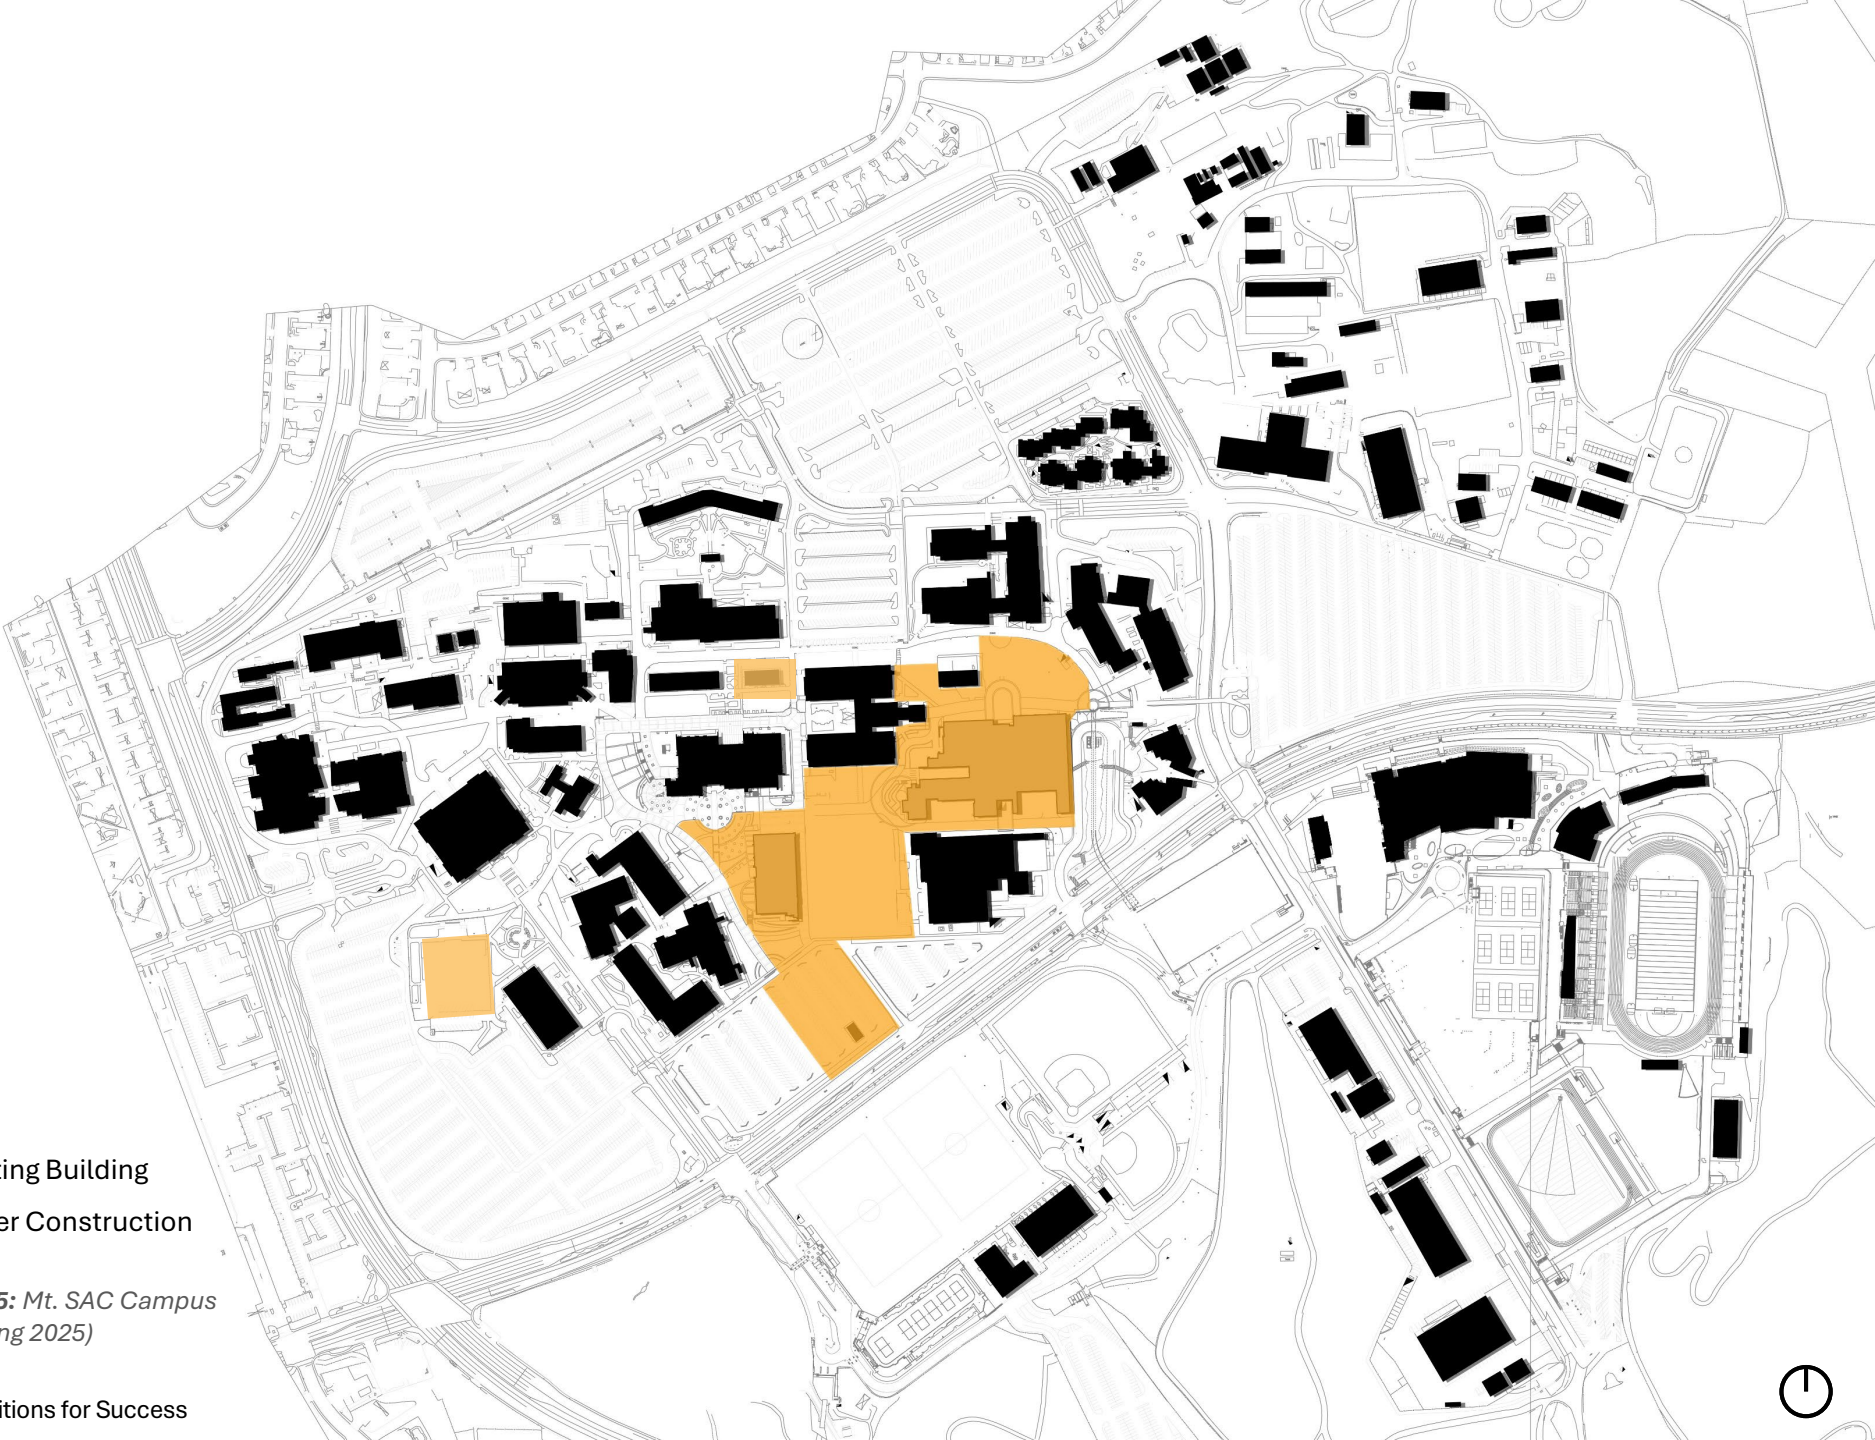 ting Building
er Construction
5: Mt. SAC Campus
ng 2025)
itions for Success